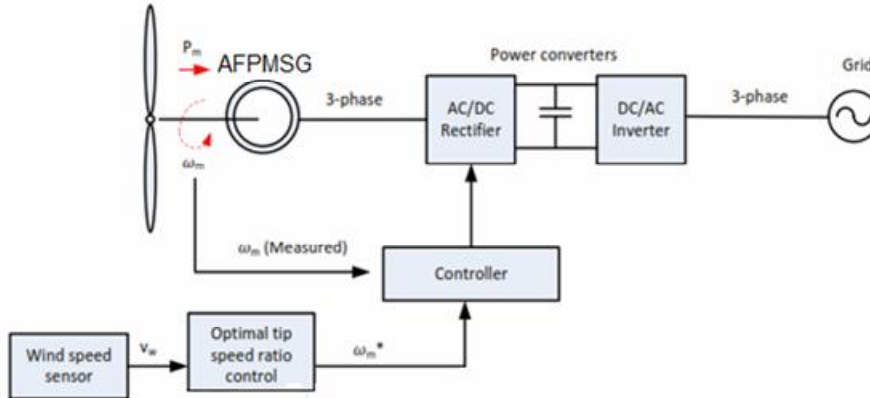 Pm
AFPMSG
3-phase
Power converters
AC/DC
Rectifier
DC/AC
Inverter
3-phase
Grid
ωm
ωm (Measured)
Controller
Wind speed
sensor
vw
Optimal tip
speed ratio
control
ωm*